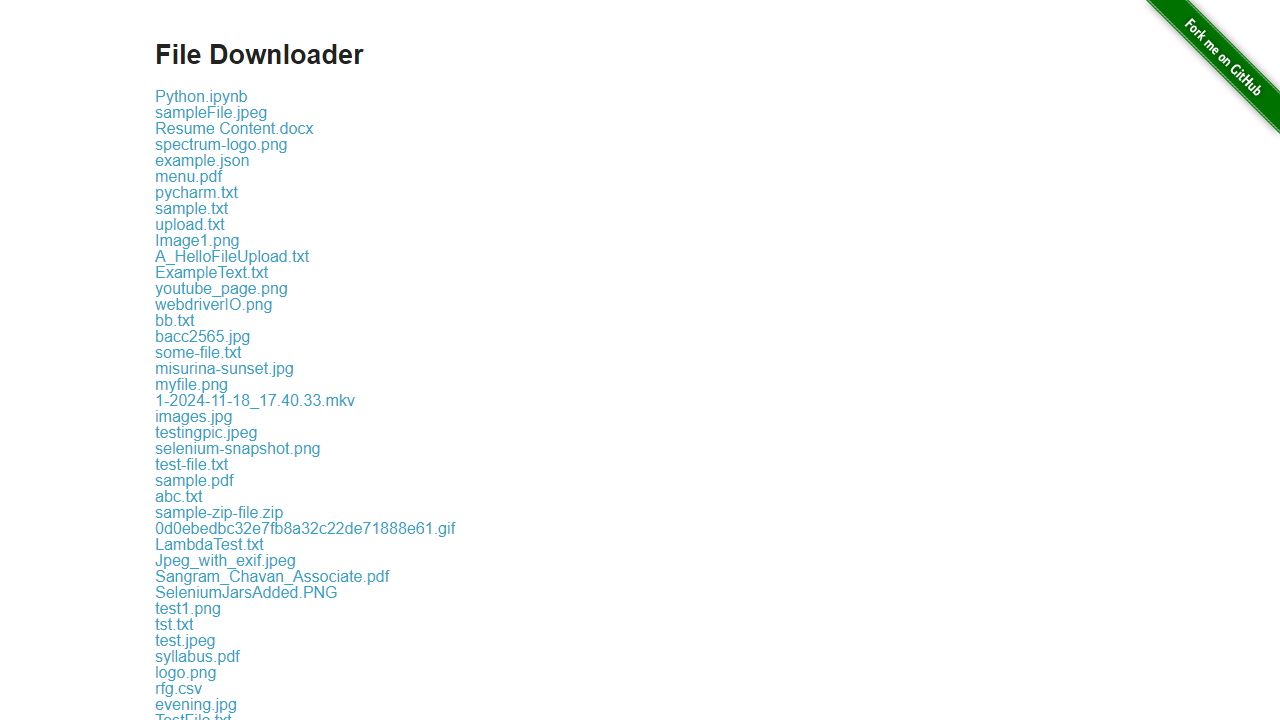 File Downloader
Fork me on GitHub
Python.ipynb
sampleFile.jpeg
Resume Content.docx
spectrum-logo.png
example.json
menu.pdf
pycharm.txt
sample.txt
upload.txt
Image1.png
A_HelloFileUpload.txt
ExampleText.txt
youtube_page.png
webdriverIO.png
bb.txt
bacc2565.jpg
some-file.txt
misurina-sunset.jpg
myfile.png
1-2024-11-18_17.40.33.mkv
images.jpg
testingpic.jpeg
selenium-snapshot.png
test-file.txt
sample.pdf
abc.txt
sample-zip-file.zip
0d0ebedbc32e7fb8a32c22de71888e61.gif
LambdaTest.txt
Jpeg_with_exif.jpeg
Sangram_Chavan_Associate.pdf
SeleniumJarsAdded.PNG
test1.png
tst.txt
test.jpeg
syllabus.pdf
logo.png
rfg.csv
evening.jpg
TestFile.txt